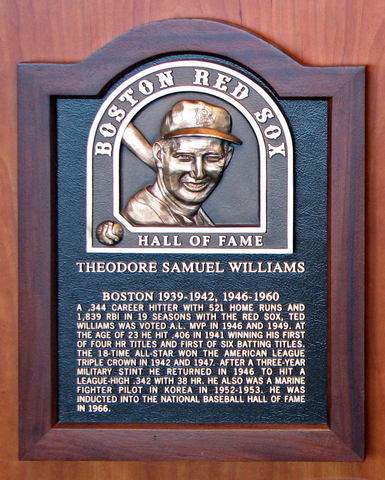 BOSTON RED SOX
HALL OF FAME
THEODORE SAMUEL WILLIAMS
BOSTON 1939-1942, 1946-1960
A .344 CAREER HITTER WITH 521 HOME RUNS AND
1,839 RBI IN 19 SEASONS WITH THE RED SOX, TED
WILLIAMS WAS VOTED A.L. MVP IN 1946 AND 1949. AT
THE AGE OF 23 HE HIT .406 IN 1941 WINNING HIS FIRST
OF FOUR HR TITLES AND FIRST OF SIX BATTING TITLES.
THE 18-TIME ALL-STAR WON THE AMERICAN LEAGUE
TRIPLE CROWN IN 1942 AND 1947. AFTER A THREE-YEAR
MILITARY STINT HE RETURNED IN 1946 TO HIT A
LEAGUE-HIGH .342 WITH 38 HR. HE ALSO WAS A MARINE
FIGHTER PILOT IN KOREA IN 1952-1953. HE WAS
INDUCTED INTO THE NATIONAL BASEBALL HALL OF FAME
IN 1966.